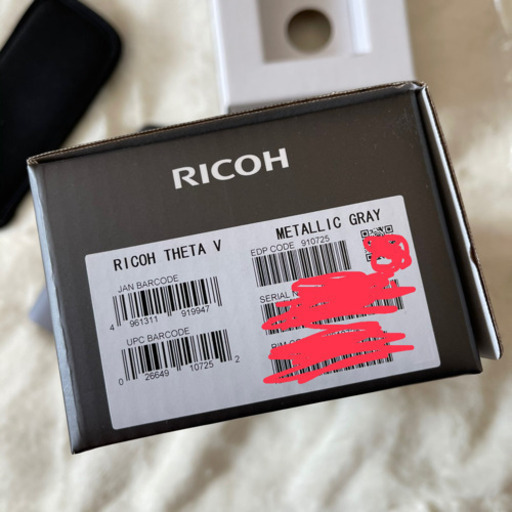 RICOH
RICOH THETA V
METALLIC GRAY
JAN BARCODE
4 961311 919947
EDP CODE 910725
SERIAL
UPC BARCODE
0 26649 10725 2